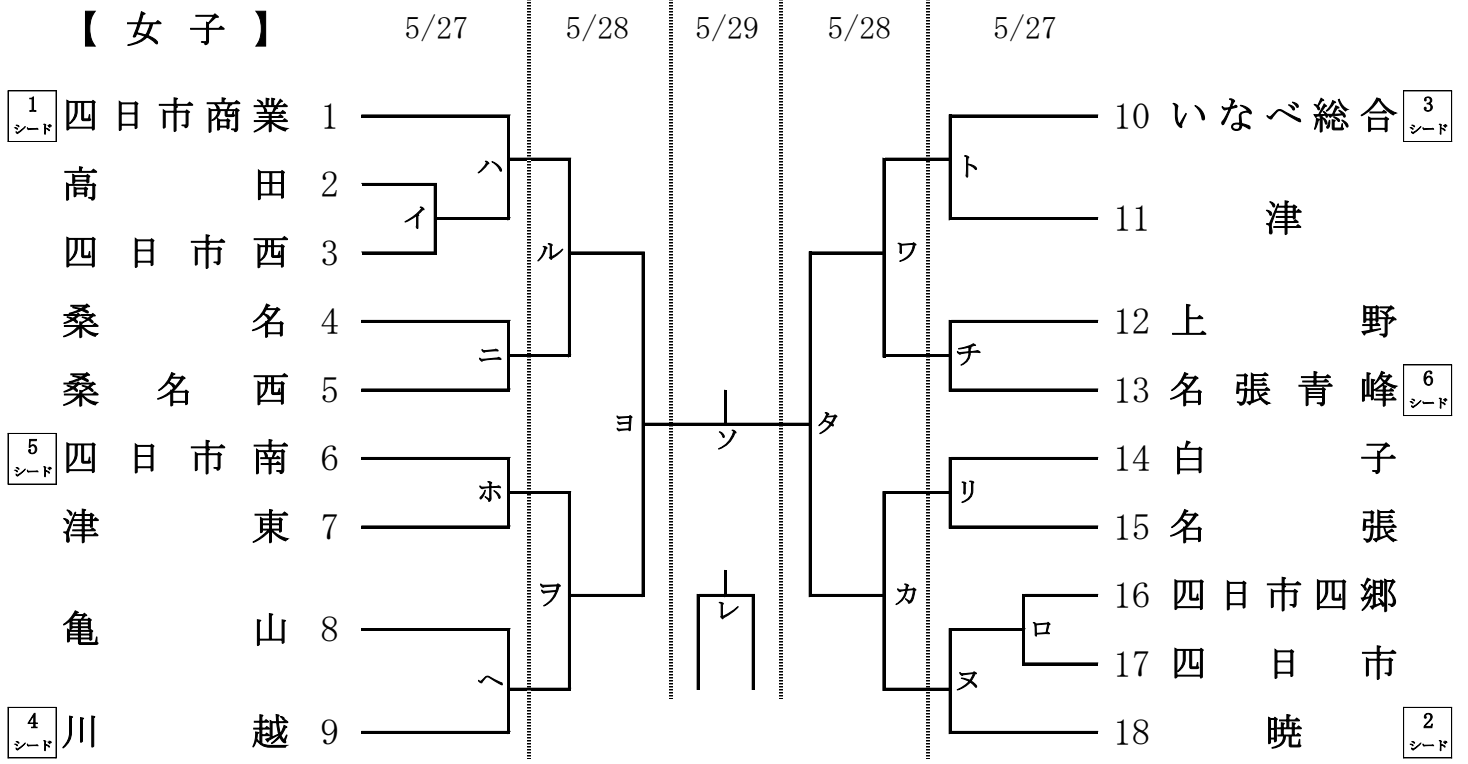 【 女 子 】 5/27 5/28 5/29 5/28 5/27
1 シード 四日市商業 1
高田 2
四日市西 3
桑名 4
桑名西 5
5 シード 四日市南 6
津東 7
亀山 8
4 シード 川越 9
イ
ハ
ニ
ホ
ヘ
ル
ヲ
ヨ
ソ
レ
タ
ワ
カ
ト
チ
リ
ロ
ヌ
10 いなべ総合 3 シード
11 津
12 上野
13 名張青峰 6 シード
14 白子
15 名張
16 四日市四郷
17 四日市
18 暁 2 シード